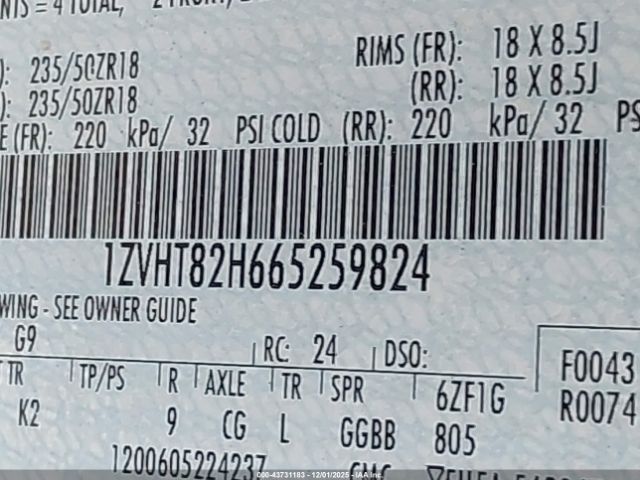 NTS = 4 TOTAL,
RIMS (FR): 18 X 8.5J
): 235/50ZR18
(RR): 18 X 8.5J
): 235/50ZR18
E (FR): 220 kPa/ 32 PSI COLD (RR): 220 kPa/ 32 PS
1ZVHT82H665259824
WING - SEE OWNER GUIDE
G9
RC: 24 DSO:
F0043
TR TP/PS R AXLE TR SPR 6ZF1G
R0074
K2 9 CG L GGBB 805
1200605224237
000-43731183 - 12/01/2025 - IAA Inc.